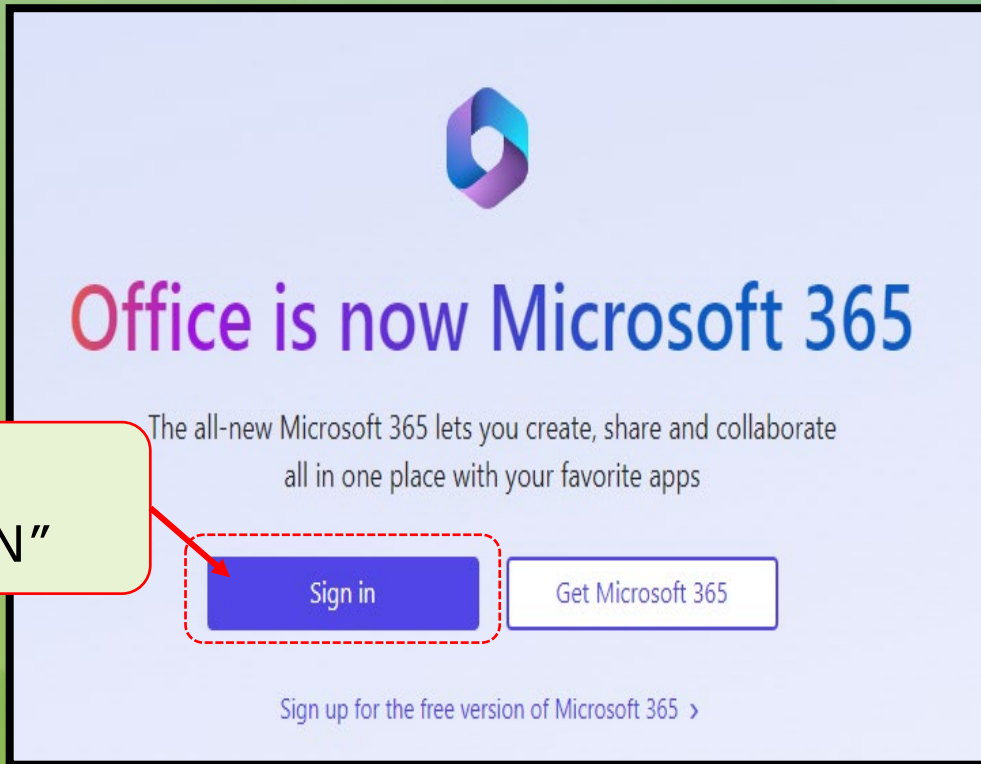 Office is now Microsoft 365
The all-new Microsoft 365 lets you create, share and collaborate
all in one place with your favorite apps
N”
Sign in
Get Microsoft 365
Sign up for the free version of Microsoft 365 >